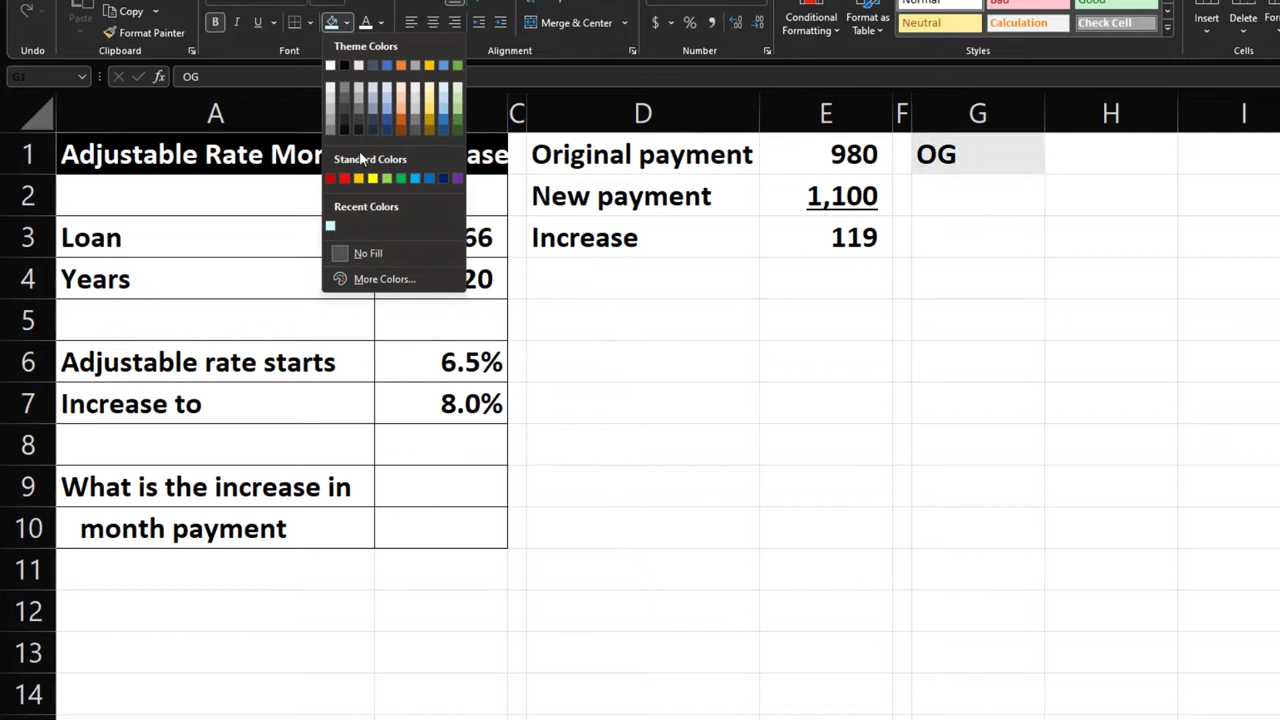 Copy
Format Painter
Undo
Clipboard
Font
B I U
A
Merge & Center
Alignment
$ % ,
Number
Conditional
Formatting
Format as
Table
Neutral
Calculation
Check Cell
Styles
Insert
Delete
Cells
G1
fx
OG
Theme Colors
Standard Colors
Recent Colors
No Fill
More Colors...
A C D E F G H I
1 Adjustable Rate Mor ase Original payment 980 OG
2 New payment 1,100
3 Loan 66 Increase 119
4 Years 20
5
6 Adjustable rate starts 6.5%
7 Increase to 8.0%
8
9 What is the increase in
10 month payment
11
12
13
14